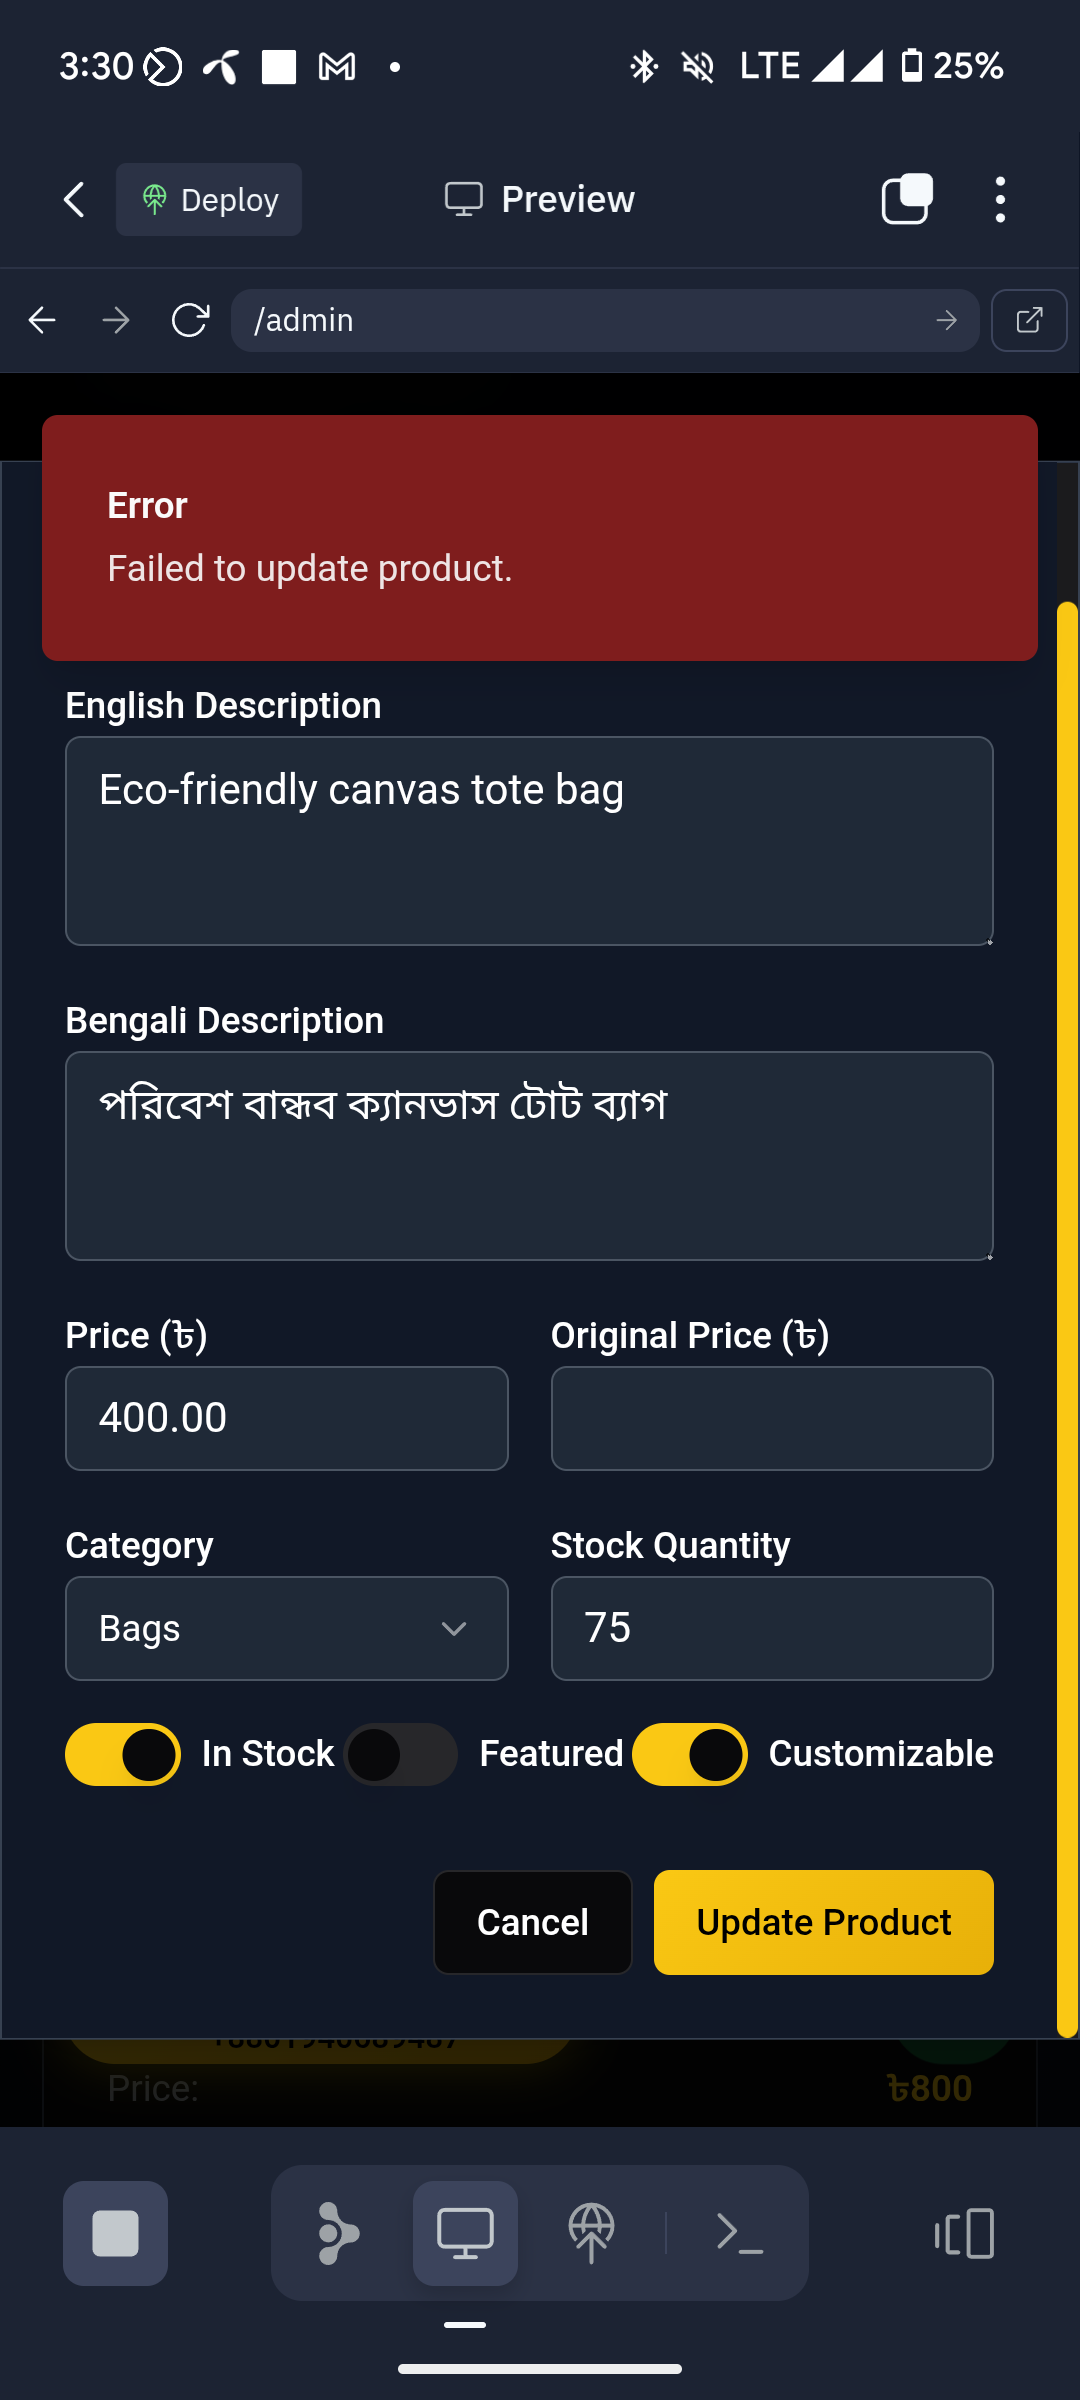 3:30
LTE
25%
Deploy
Preview
/admin
Error
Failed to update product.
English Description
Eco-friendly canvas tote bag
Bengali Description
পরিবেশ বান্ধব ক্যানভাস টোট ব্যাগ
Price (৳)
Original Price (৳)
400.00
Category
Stock Quantity
Bags
75
In Stock
Featured
Customizable
Cancel
Update Product
Price:
৳800